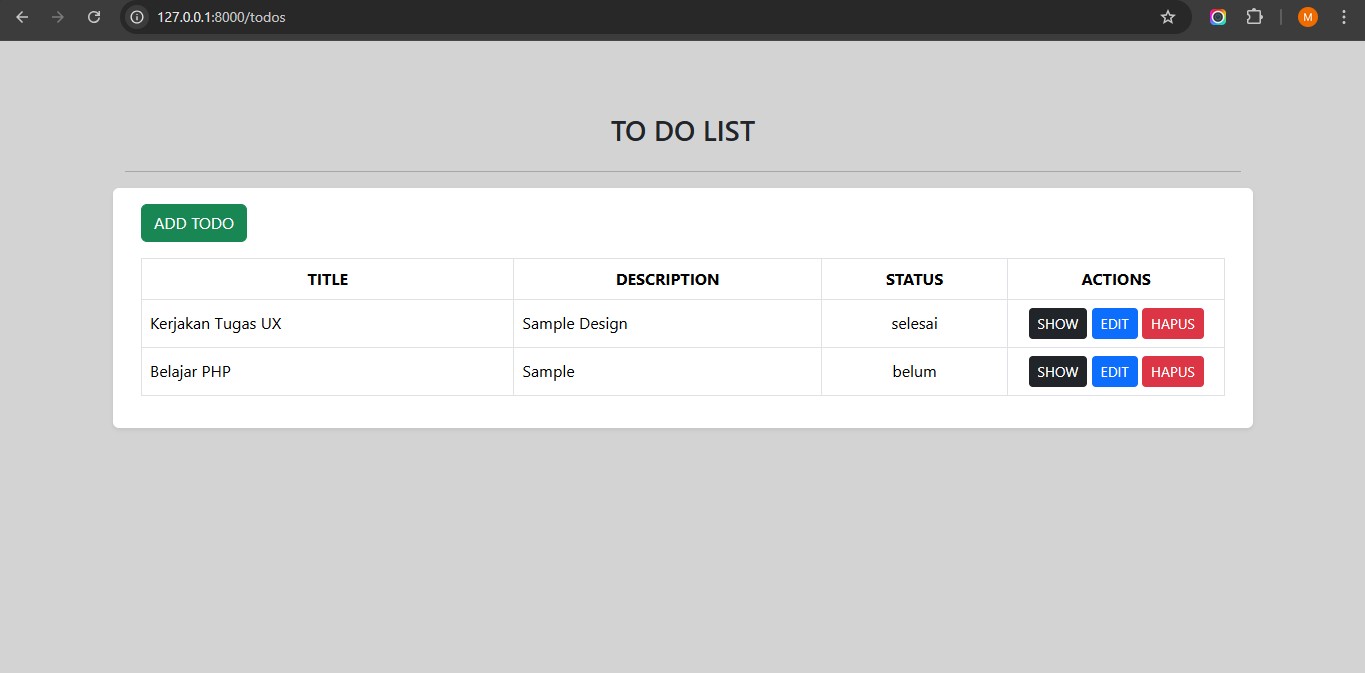 127.0.0.1:8000/todos
M
TO DO LIST
ADD TODO
TITLE DESCRIPTION STATUS ACTIONS
Kerjakan Tugas UX Sample Design selesai SHOW EDIT HAPUS
Belajar PHP Sample belum SHOW EDIT HAPUS